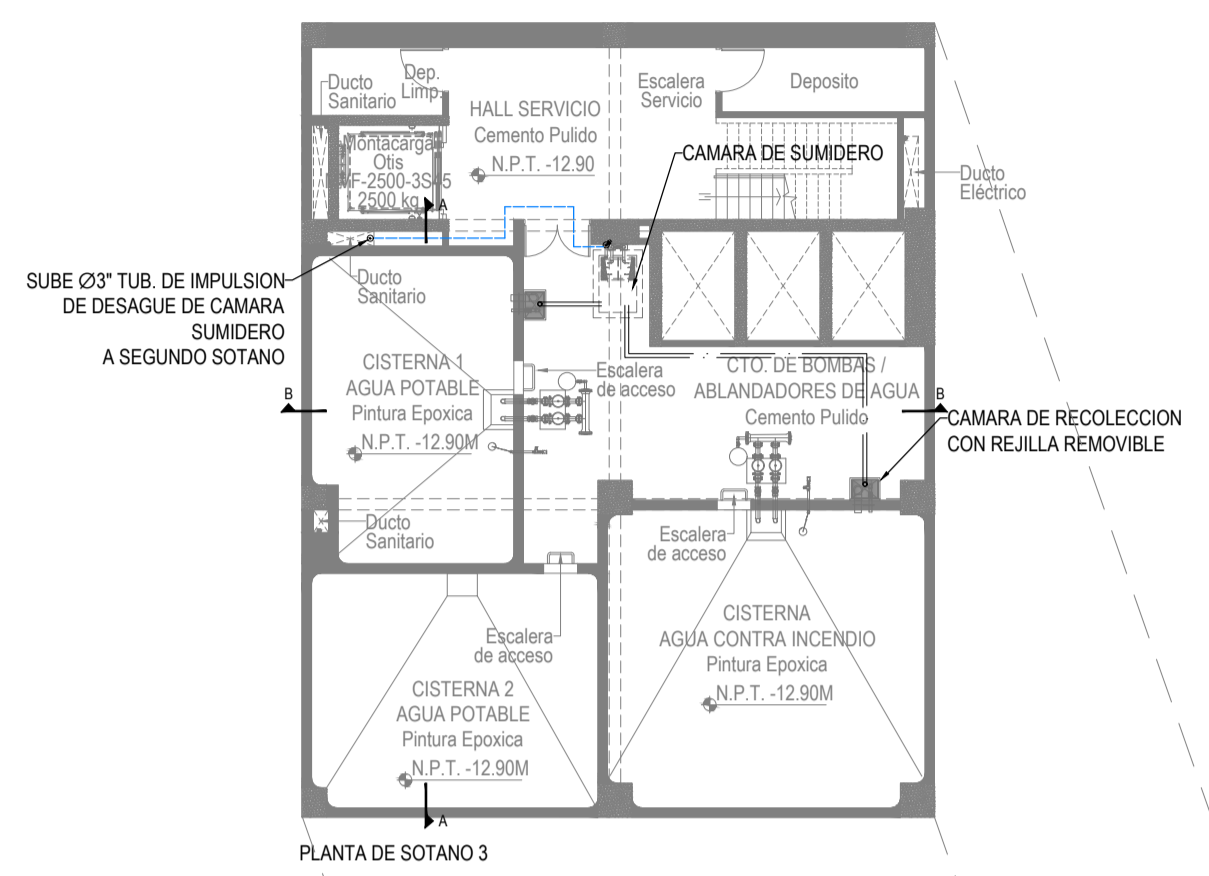 Ducto
Sanitario
Dep.
Limp.
HALL SERVICIO
Cemento Pulido
N.P.T. -12.90
Escalera
Servicio
Deposito
CAMARA DE SUMIDERO
Montacarga
Otis
2500 kg
A
Ducto
Eléctrico
SUBE Ø3" TUB. DE IMPULSION
DE DESAGUE DE CAMARA
SUMIDERO
A SEGUNDO SOTANO
Ducto
Sanitario
CISTERNA 1
AGUA POTABLE
Pintura Epoxica
N.P.T. -12.90M
Escalera
de acceso
CTO. DE BOMBAS /
ABLANDADORES DE AGUA
Cemento Pulido
B
B
CAMARA DE RECOLECCION
CON REJILLA REMOVIBLE
Ducto
Sanitario
Escalera
de acceso
Escalera
de acceso
CISTERNA
AGUA CONTRA INCENDIO
Pintura Epoxica
N.P.T. -12.90M
CISTERNA 2
AGUA POTABLE
Pintura Epoxica
N.P.T. -12.90M
A
PLANTA DE SOTANO 3